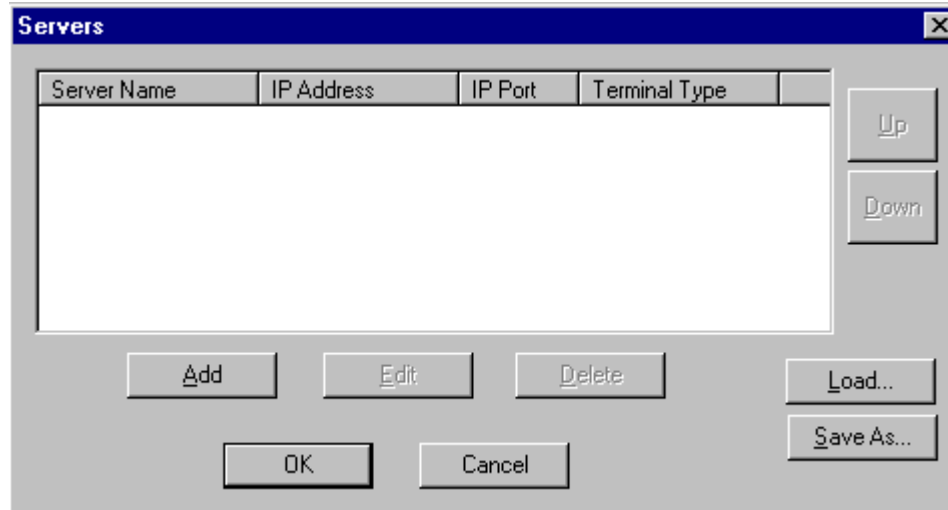 Servers
Server Name IP Address IP Port Terminal Type
Up
Down
Add Edit Delete
Load...
Save As...
OK Cancel